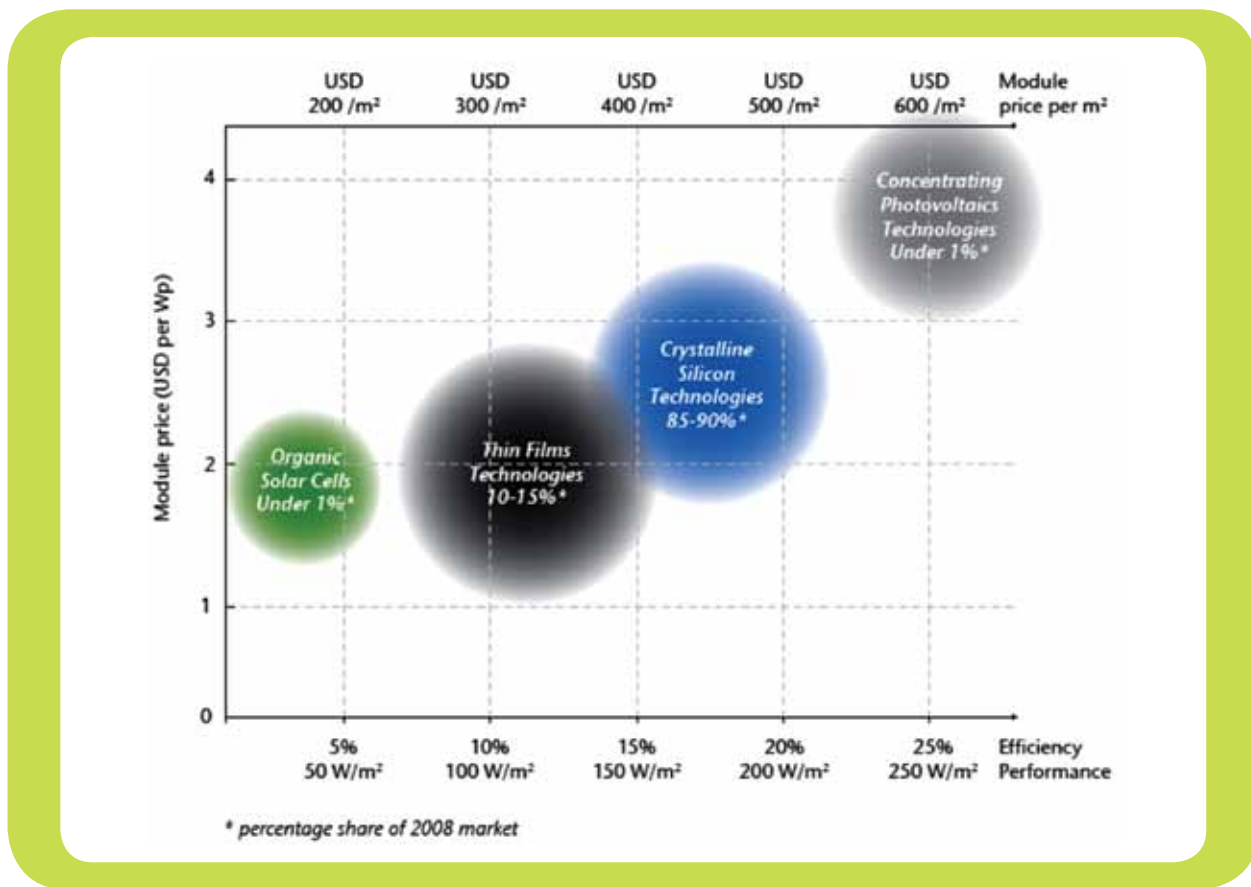 USD USD USD USD USD Module
200 /m² 300 /m² 400 /m² 500 /m² 600 /m² price per m²
Module price (USD per Wp)
4
3
2
1
0
Concentrating
Photovoltaics
Technologies
Under 1%*
Crystalline
Silicon
Technologies
85-90%*
Thin Films
Technologies
10-15%*
Organic
Solar Cells
Under 1%*
5% 10% 15% 20% 25% Efficiency
50 W/m² 100 W/m² 150 W/m² 200 W/m² 250 W/m² Performance
* percentage share of 2008 market